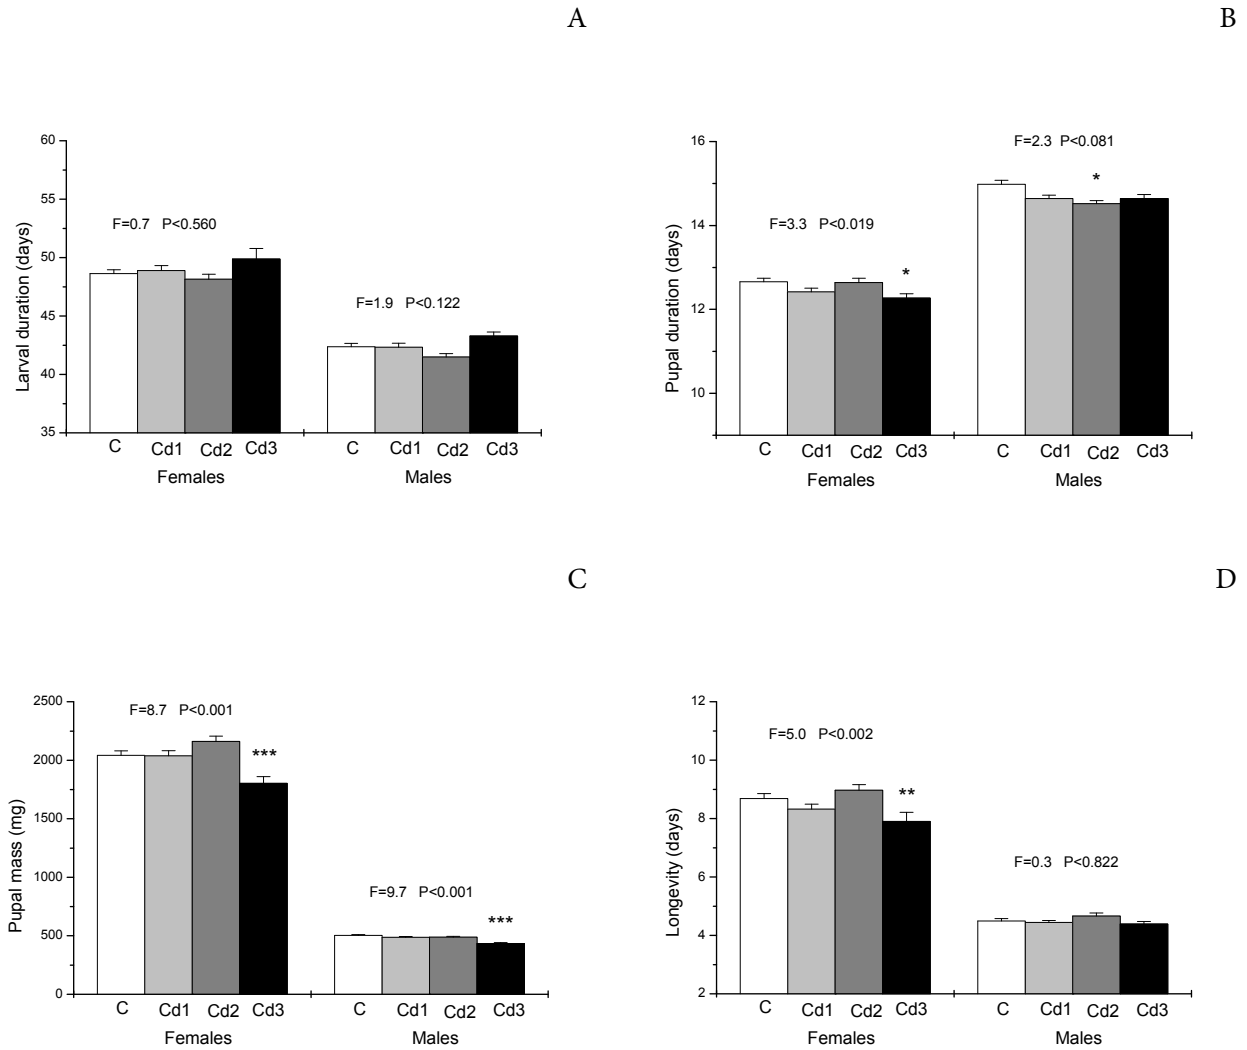 A
60
55
50
45
40
35
Larval duration (days)
F=0.7 P<0.560
F=1.9 P<0.122
C Cd1 Cd2 Cd3 C Cd1 Cd2 Cd3
Females Males
B
16
14
12
10
Pupal duration (days)
F=3.3 P<0.019
*
F=2.3 P<0.081
*
C Cd1 Cd2 Cd3 C Cd1 Cd2 Cd3
Females Males
C
2500
2000
1500
1000
500
0
Pupal mass (mg)
F=8.7 P<0.001
***
F=9.7 P<0.001
***
C Cd1 Cd2 Cd3 C Cd1 Cd2 Cd3
Females Males
D
12
10
8
6
4
2
Longevity (days)
F=5.0 P<0.002
**
F=0.3 P<0.822
C Cd1 Cd2 Cd3 C Cd1 Cd2 Cd3
Females Males